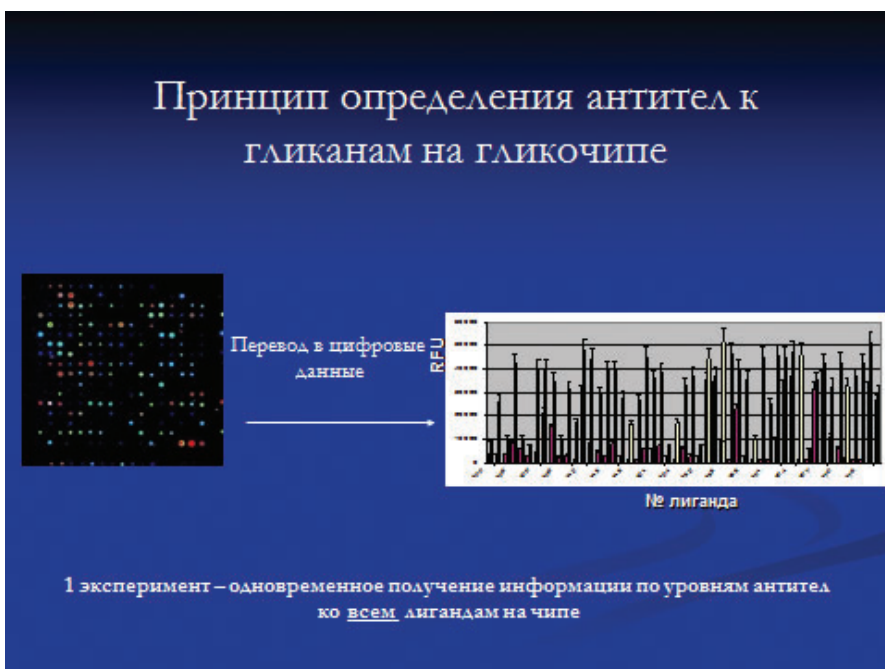 Принцип определения антител к
гликанам на гликочипе
Перевод в цифровые
данные
RFU
№ лиганда
1 эксперимент – одновременное получение информации по уровням антител
ко всем лигандам на чипе